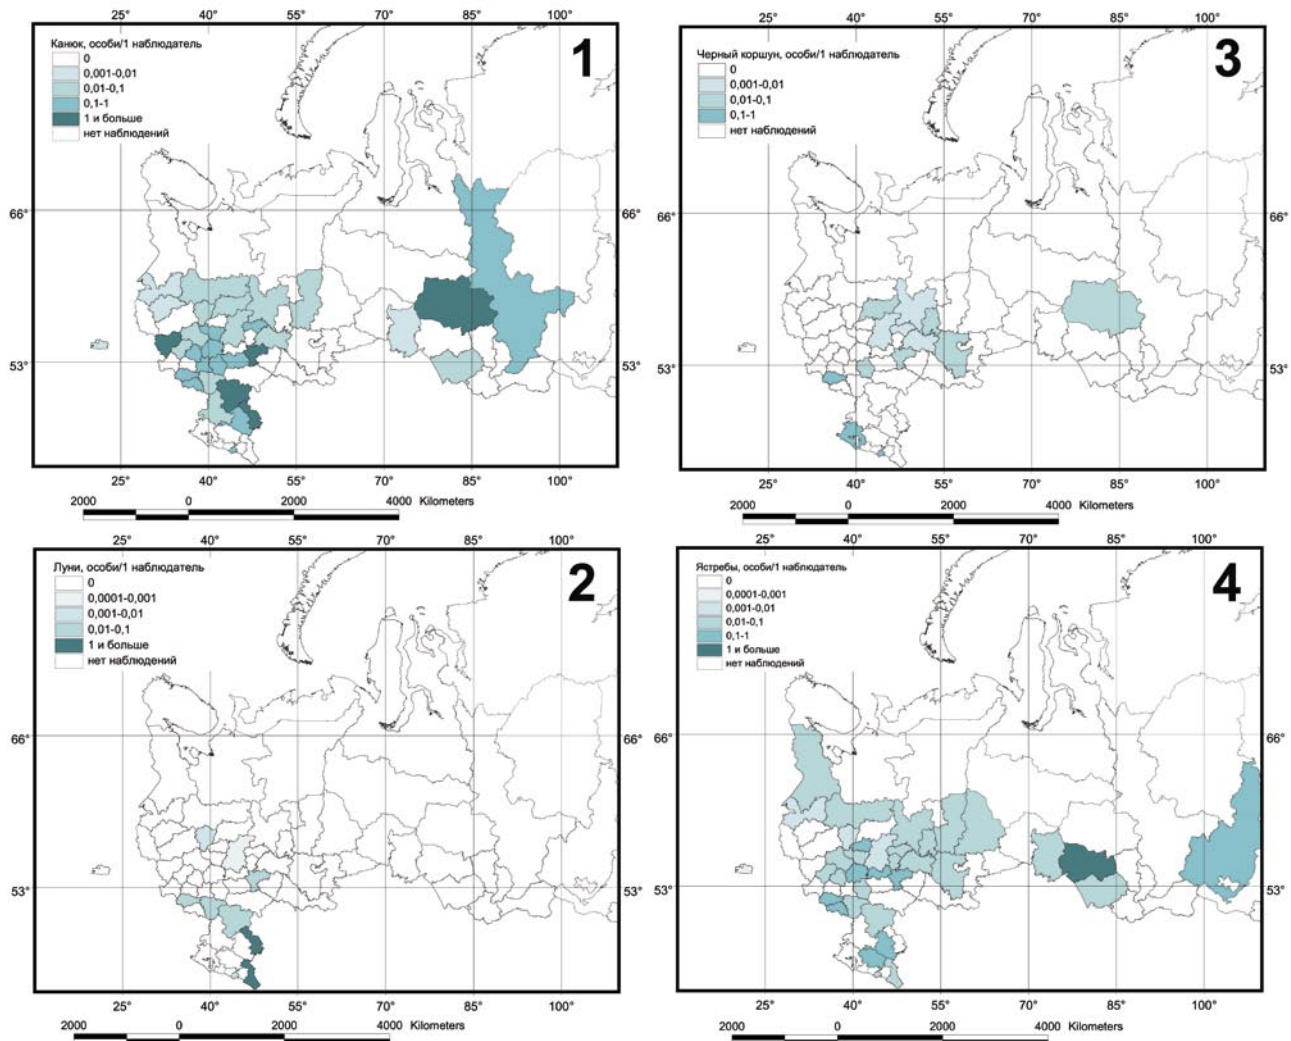 25° 40° 55° 70° 85° 100°
Канюк, особи/1 наблюдатель
0
0,001-0,01
0,01-0,1
0,1-1
1 и больше
нет наблюдений
1
66°
53°
25° 40° 55° 70° 85° 100°
2000 0 2000 4000 Kilometers
25° 40° 55° 70° 85° 100°
Черный коршун, особи/1 наблюдатель
0
0,001-0,01
0,01-0,1
0,1-1
нет наблюдений
3
66° 66°
53° 53°
25° 40° 55° 70° 85° 100°
2000 0 2000 4000 Kilometers
25° 40° 55° 70° 85° 100°
Луни, особи/1 наблюдатель
0
0,0001-0,001
0,001-0,01
0,01-0,1
1 и больше
нет наблюдений
2
66°
53°
25° 40° 55° 70° 85° 100°
2000 0 2000 4000 Kilometers
25° 40° 55° 70° 85° 100°
Ястребы, особи/1 наблюдатель
0
0,0001-0,001
0,001-0,01
0,01-0,1
0,1-1
1 и больше
нет наблюдений
4
66° 66°
53° 53°
25° 40° 55° 70° 85° 100°
2000 0 2000 4000 Kilometers